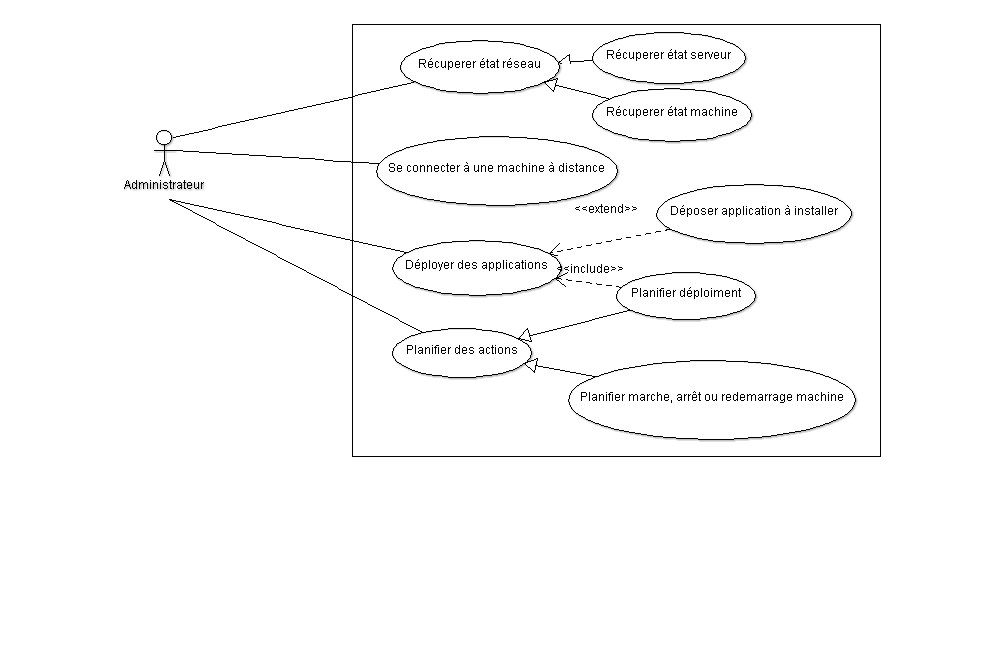 Récuperer état réseau
Récuperer état serveur
Récuperer état machine
Administrateur
Se connecter à une machine à distance
<<extend>>
Déposer application à installer
Déployer des applications
<<include>>
Planifier déploiment
Planifier des actions
Planifier marche, arrêt ou redemarrage machine